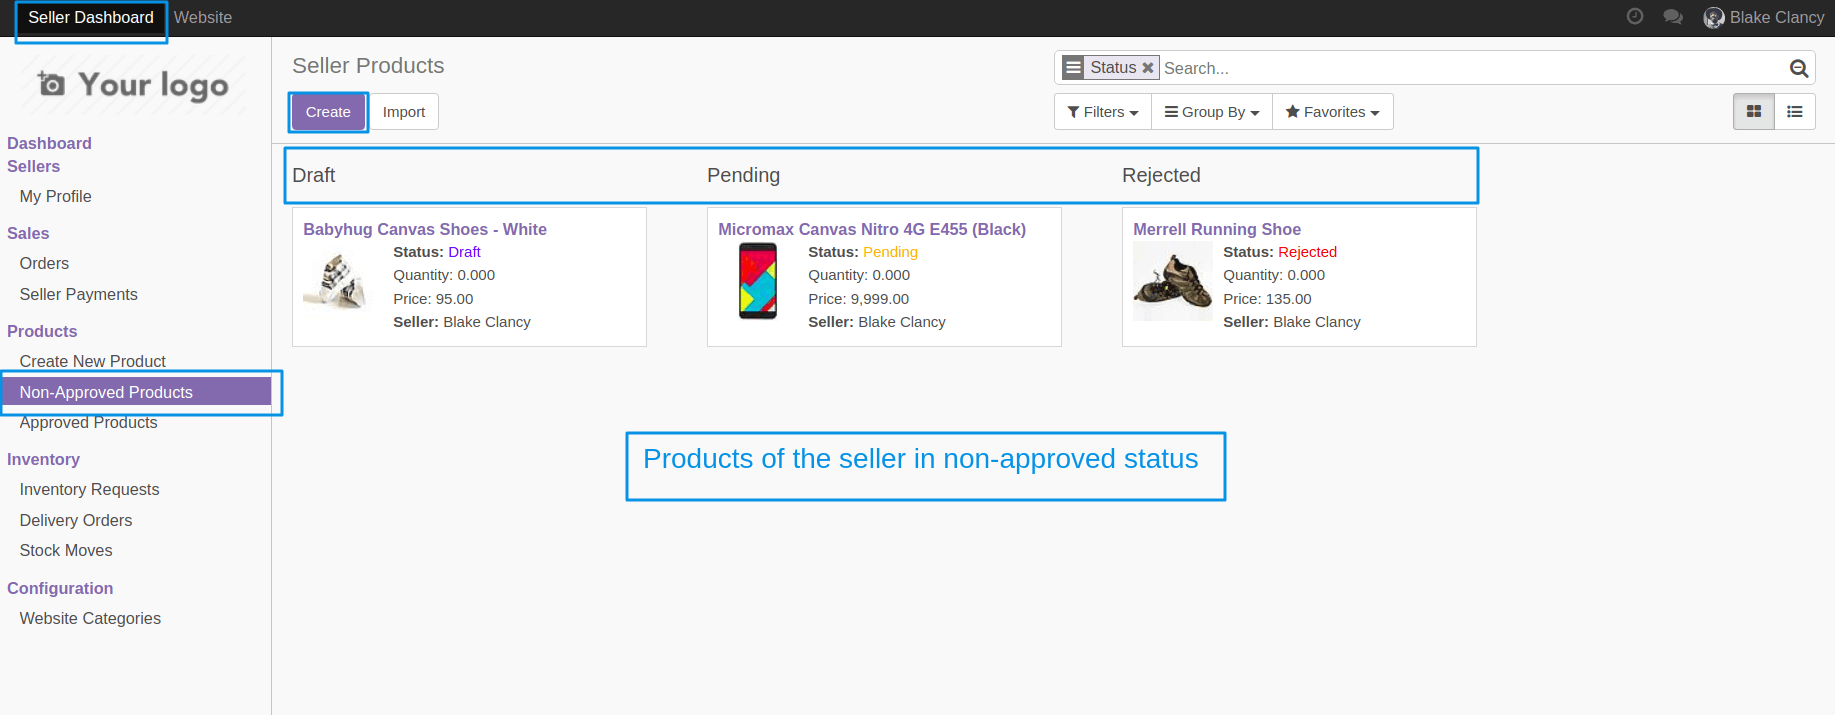 Seller Dashboard Website Blake Clancy
Your logo
Dashboard
Sellers
My Profile
Sales
Orders
Seller Payments
Products
Create New Product
Non-Approved Products
Approved Products
Inventory
Inventory Requests
Delivery Orders
Stock Moves
Configuration
Website Categories
Seller Products
Status Search...
Create Import
Filters Group By Favorites
Draft
Pending
Rejected
Babyhug Canvas Shoes - White
Status: Draft
Quantity: 0.000
Price: 95.00
Seller: Blake Clancy
Micromax Canvas Nitro 4G E455 (Black)
Status: Pending
Quantity: 0.000
Price: 9,999.00
Seller: Blake Clancy
Merrell Running Shoe
Status: Rejected
Quantity: 0.000
Price: 135.00
Seller: Blake Clancy
Products of the seller in non-approved status